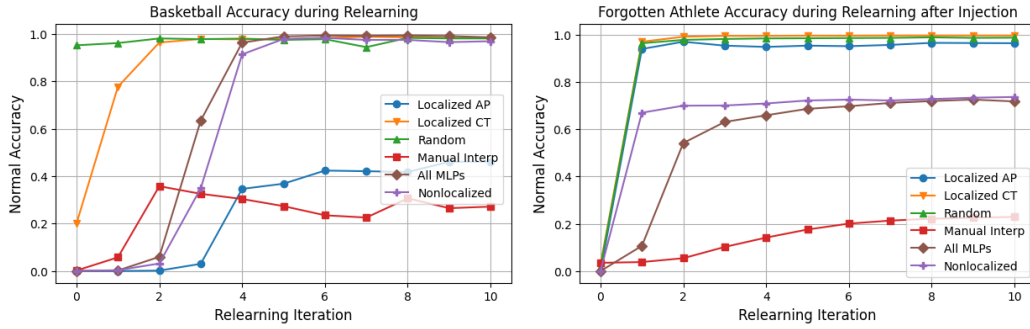 Basketball Accuracy during Relearning
Normal Accuracy
1.0
0.8
0.6
0.4
0.2
0.0
0
2
4
6
8
10
Relearning Iteration
Localized AP
Localized CT
Random
Manual Interp
All MLPs
Nonlocalized
Forgotten Athlete Accuracy during Relearning after Injection
Normal Accuracy
1.0
0.8
0.6
0.4
0.2
0.0
0
2
4
6
8
10
Relearning Iteration
Localized AP
Localized CT
Random
Manual Interp
All MLPs
Nonlocalized